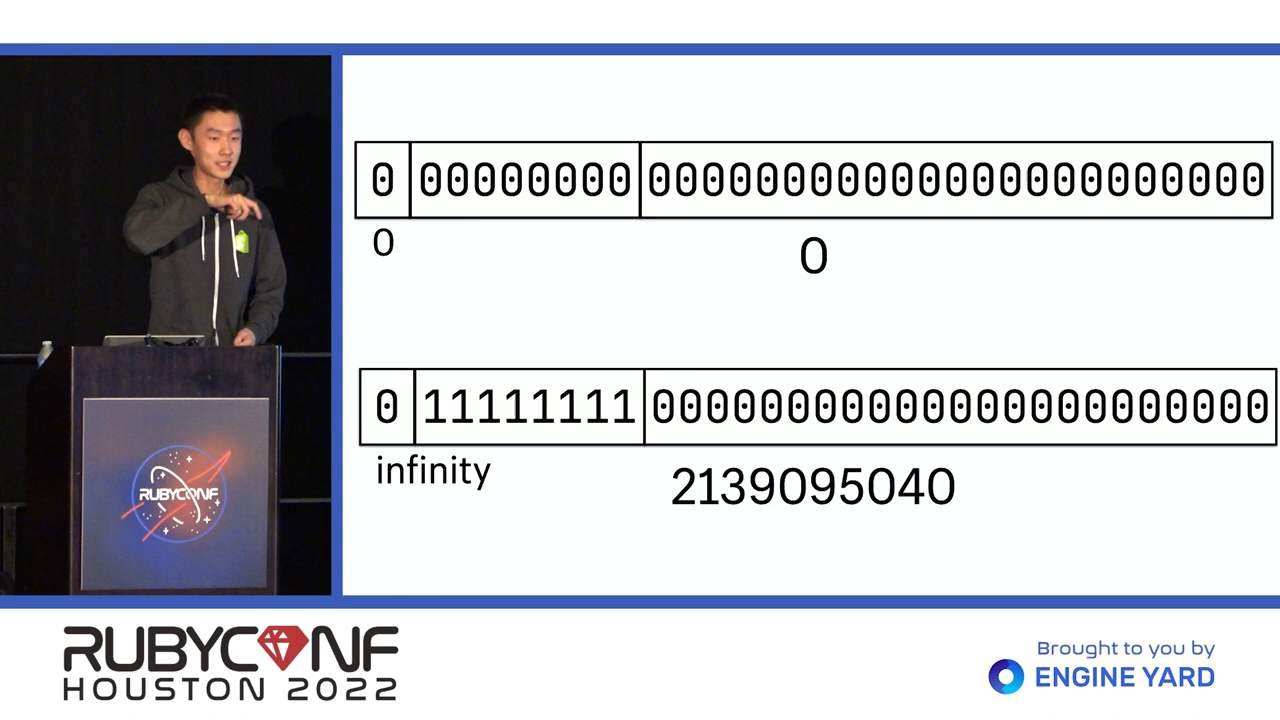 0 00000000 00000000000000000000000
0
0
0 11111111 00000000000000000000000
infinity
2139095040
RUBYCONF
RUBYCONF
HOUSTON 2022
Brought to you by
ENGINE YARD